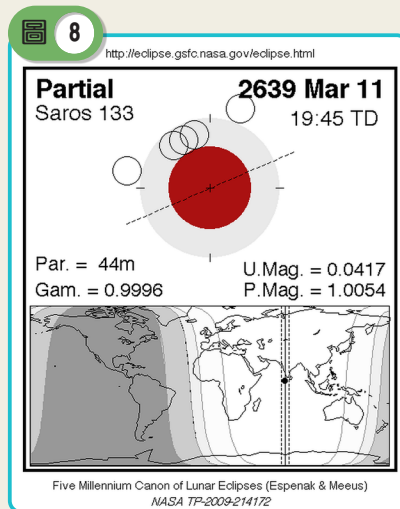 8
http://eclipse.gsfc.nasa.gov/eclipse.html
Partial 2639 Mar 11
Saros 133 19:45 TD
Par. = 44m U.Mag. = 0.0417
Gam. = 0.9996 P.Mag. = 1.0054
Five Millennium Canon of Lunar Eclipses (Espenak & Meeus)
NASA TP-2009-214172